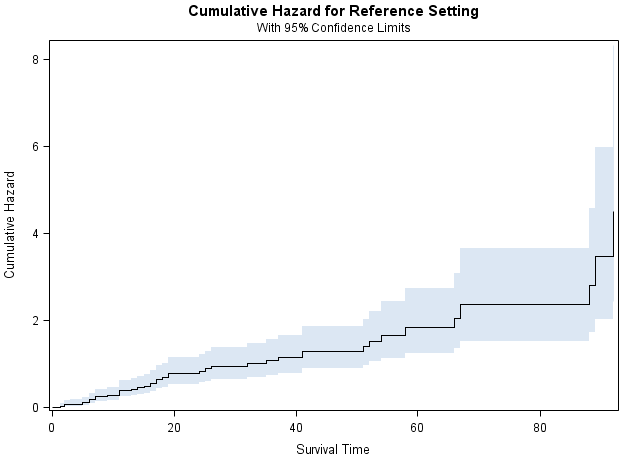 Cumulative Hazard for Reference Setting
With 95% Confidence Limits
8
6
4
2
0
Cumulative Hazard
0 20 40 60 80
Survival Time